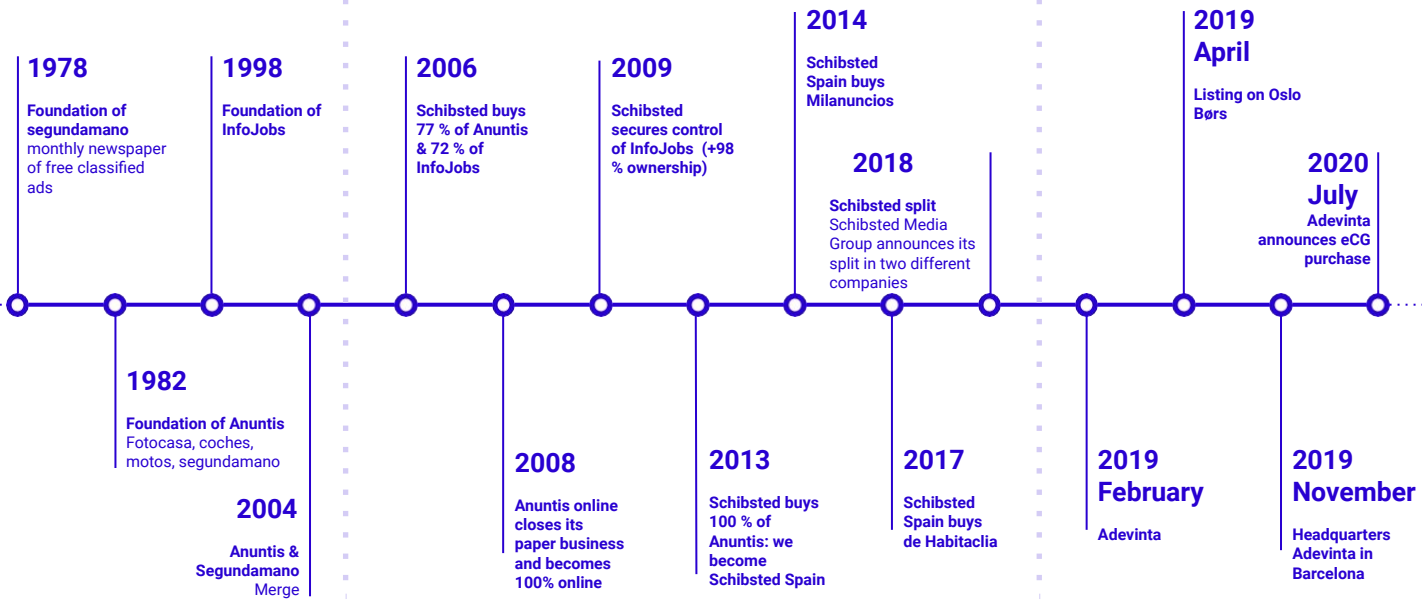 1978
Foundation of
segundamano
monthly newspaper
of free classified
ads
1982
Foundation of Anuntis
Fotocasa, coches,
motos, segundamano
1998
Foundation of
InfoJobs
2004
Anuntis &
Segundamano
Merge
2006
Schibsted buys
77 % of Anuntis
& 72 % of
InfoJobs
2008
Anuntis online
closes its
paper business
and becomes
100% online
2009
Schibsted
secures control
of InfoJobs (+98
% ownership)
2013
Schibsted buys
100 % of
Anuntis: we
become
Schibsted Spain
2014
Schibsted
Spain buys
Milanuncios
2017
Schibsted
Spain buys
de Habitaclia
2018
Schibsted split
Schibsted Media
Group announces its
split in two different
companies
2019
February
Adevinta
2019
April
Listing on Oslo
Børs
2019
November
Headquarters
Adevinta in
Barcelona
2020
July
Adevinta
announces eCG
purchase